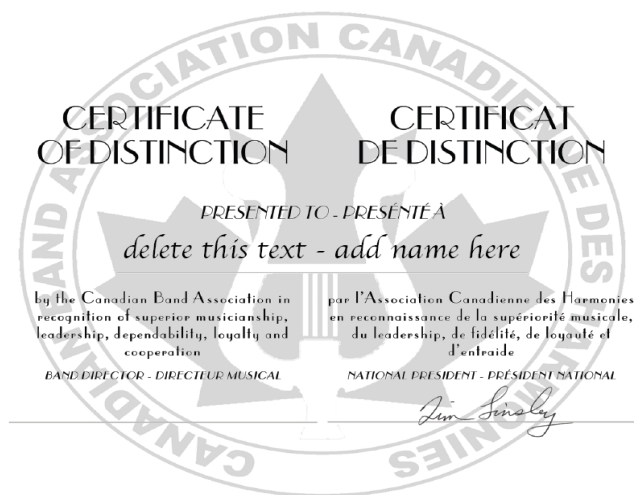 CANADIAN BAND ASSOCIATION
ASSOCIATION CANADIENNE DES HARMONIES
CERTIFICATE
OF DISTINCTION
CERTIFICAT
DE DISTINCTION
PRESENTED TO - PRESÉNTÉ À
delete this text - add name here
by the Canadian Band Association in
recognition of superior musicianship,
leadership, dependability, loyalty and
cooperation
BAND DIRECTOR - DIRECTEUR MUSICAL
par l'Association Canadienne des Harmonies
en reconnaissance de la supériorité musicale,
du leadership, de fidélité, de loyauté et
d'entraide
NATIONAL PRESIDENT - PRÉSIDENT NATIONAL
Jim Linsley